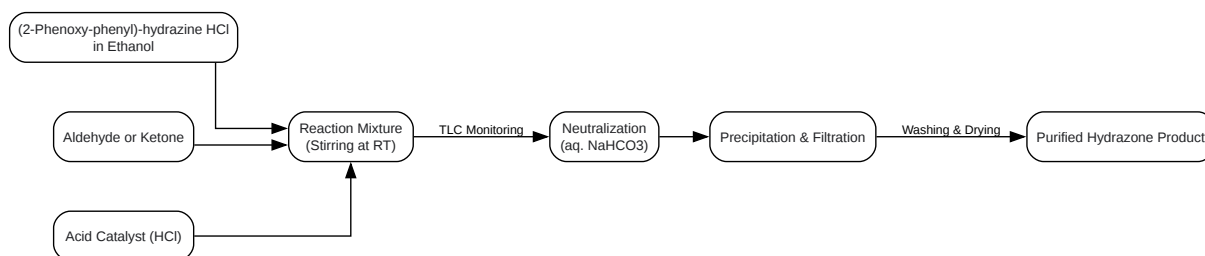 (2-Phenoxy-phenyl)-hydrazine HCl
in Ethanol
Aldehyde or Ketone
Acid Catalyst (HCl)
Reaction Mixture
(Stirring at RT)
TLC Monitoring
Neutralization
(aq. NaHCO3)
Precipitation & Filtration
Washing & Drying
Purified Hydrazone Product